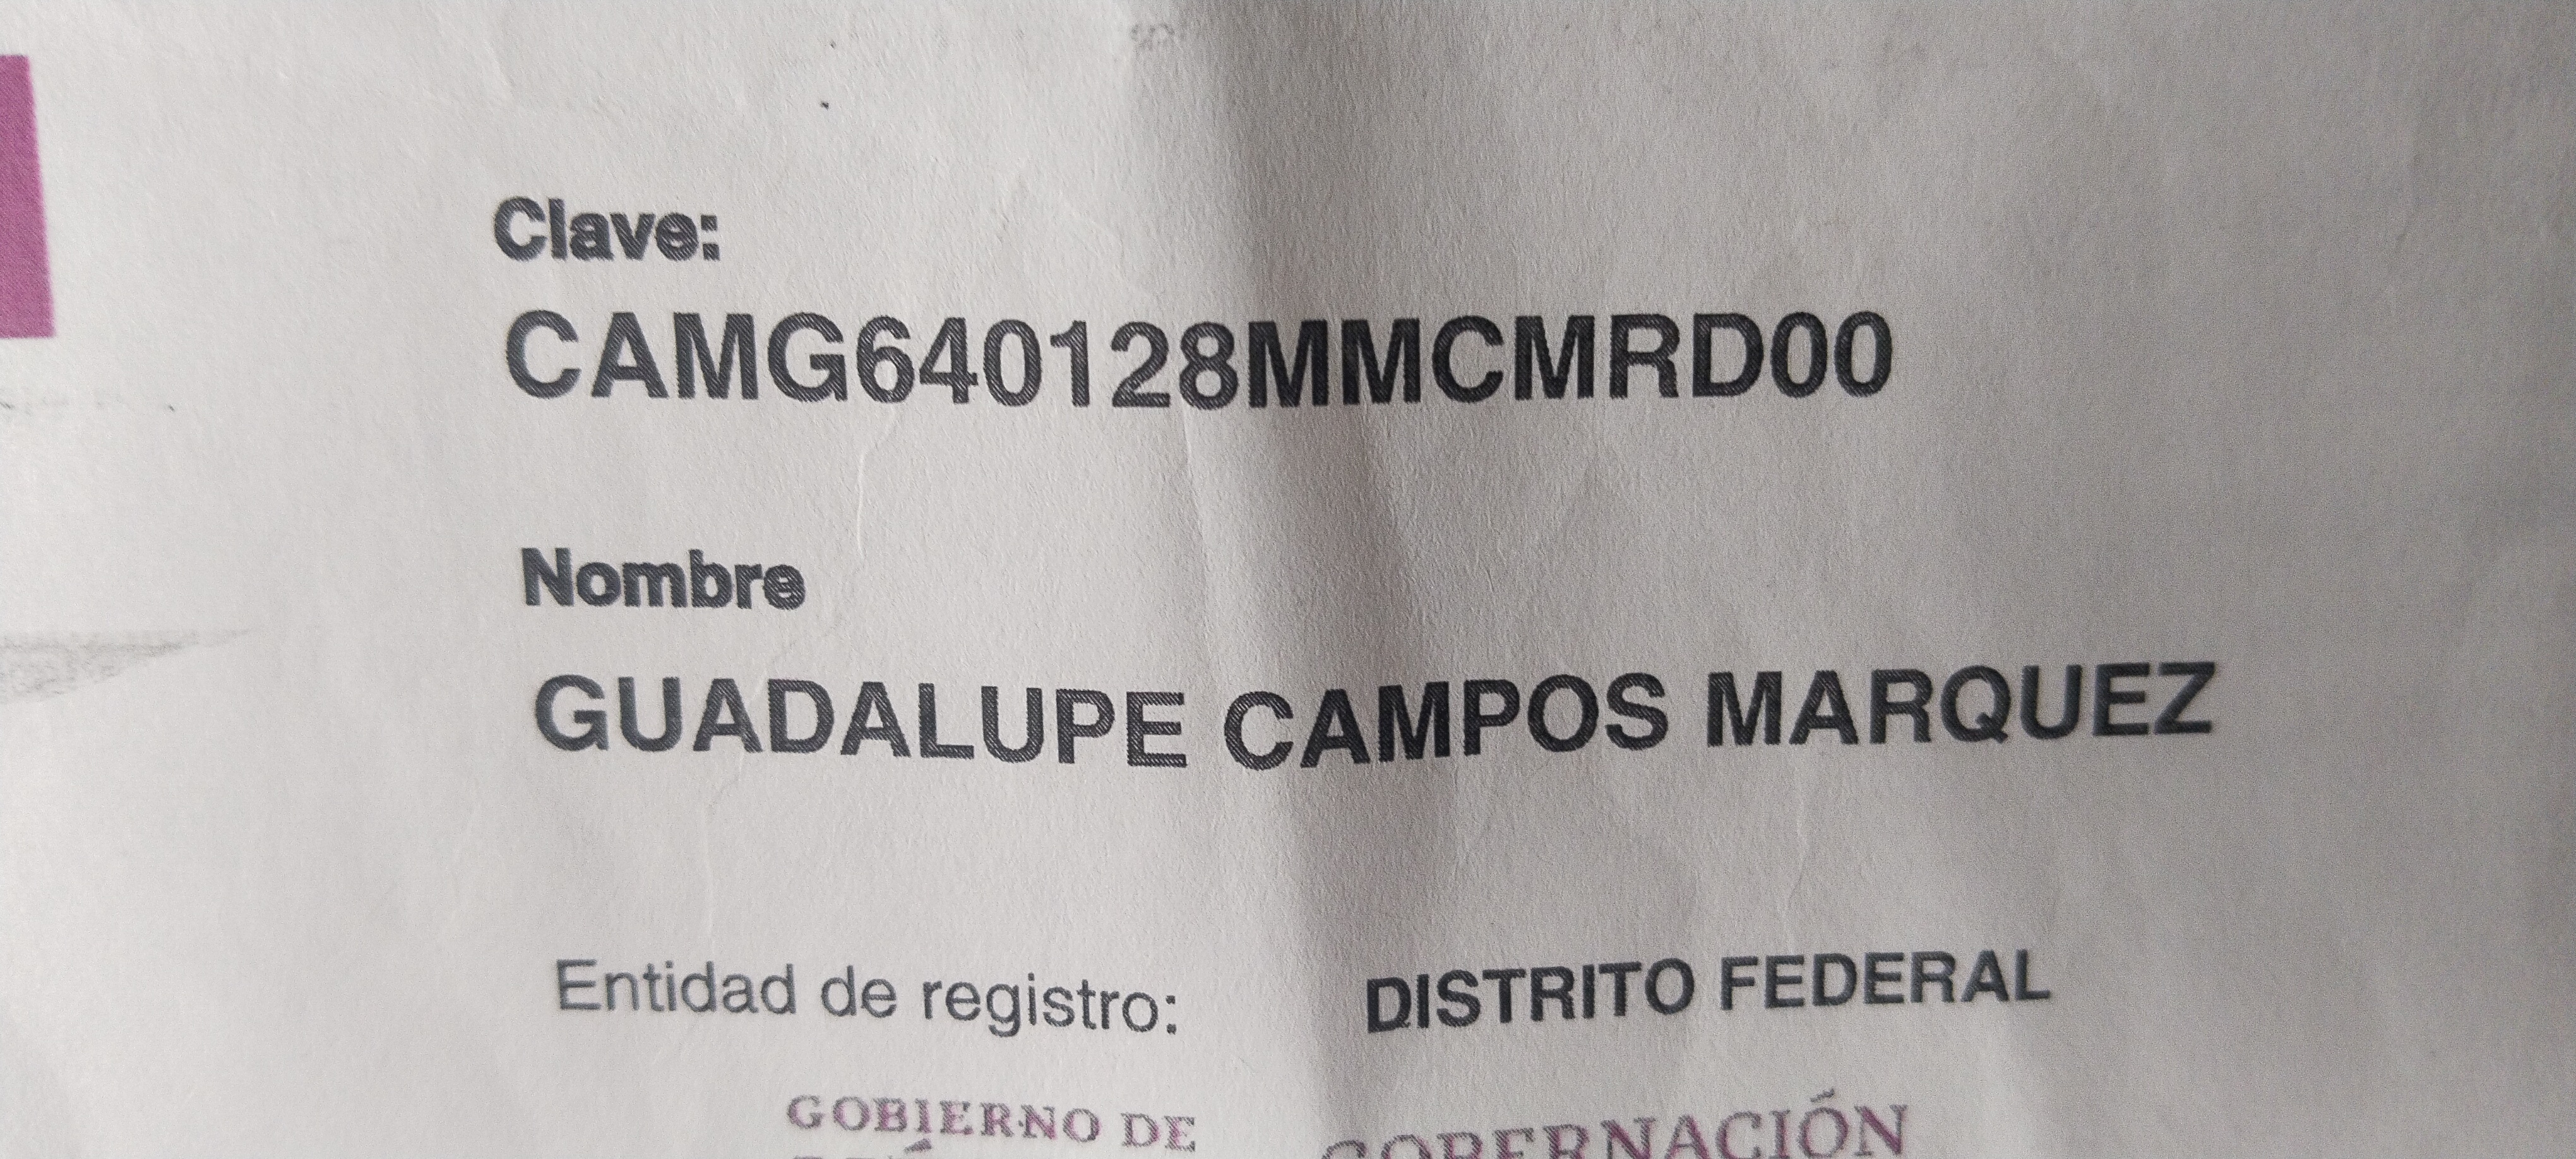 Clave:
CAMG640128MMCMRD00
Nombre
GUADALUPE CAMPOS MARQUEZ
Entidad de registro: DISTRITO FEDERAL
GOBIERNO DE GOBERNACIÓN